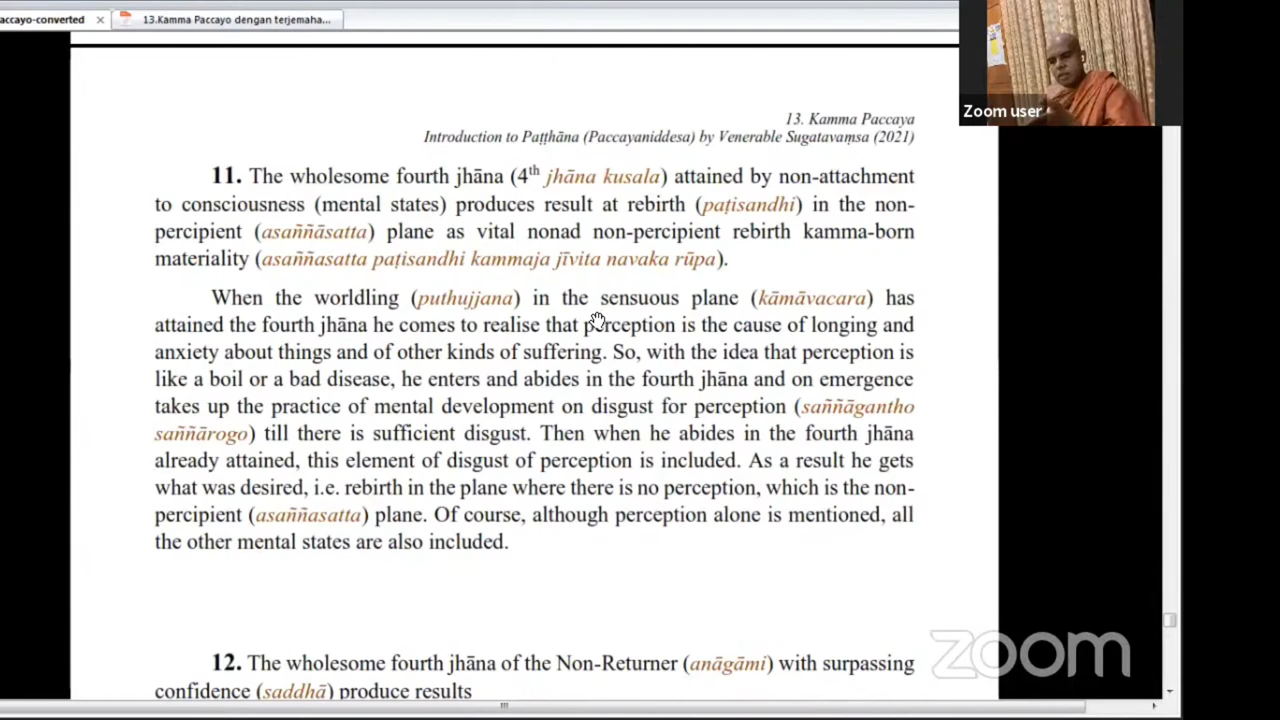 accayo-converted
13.Kamma Paccayo dengan terjemaha...
Zoom user
13. Kamma Paccaya
Introduction to Paṭṭhāna (Paccayaniddesa) by Venerable Sugatavaṃsa (2021)
11. The wholesome fourth jhāna (4th jhāna kusala) attained by non-attachment
to consciousness (mental states) produces result at rebirth (paṭisandhi) in the non-
percipient (asaññāsatta) plane as vital nonad non-percipient rebirth kamma-born
materiality (asaññasatta paṭisandhi kammaja jīvita navaka rūpa).
When the worldling (puthujjana) in the sensuous plane (kāmāvacara) has
attained the fourth jhāna he comes to realise that perception is the cause of longing and
anxiety about things and of other kinds of suffering. So, with the idea that perception is
like a boil or a bad disease, he enters and abides in the fourth jhāna and on emergence
takes up the practice of mental development on disgust for perception (saññāgantho
saññārogo) till there is sufficient disgust. Then when he abides in the fourth jhāna
already attained, this element of disgust of perception is included. As a result he gets
what was desired, i.e. rebirth in the plane where there is no perception, which is the non-
percipient (asaññasatta) plane. Of course, although perception alone is mentioned, all
the other mental states are also included.
12. The wholesome fourth jhāna of the Non-Returner (anāgāmi) with surpassing
confidence (saddhā) produce results
zoom